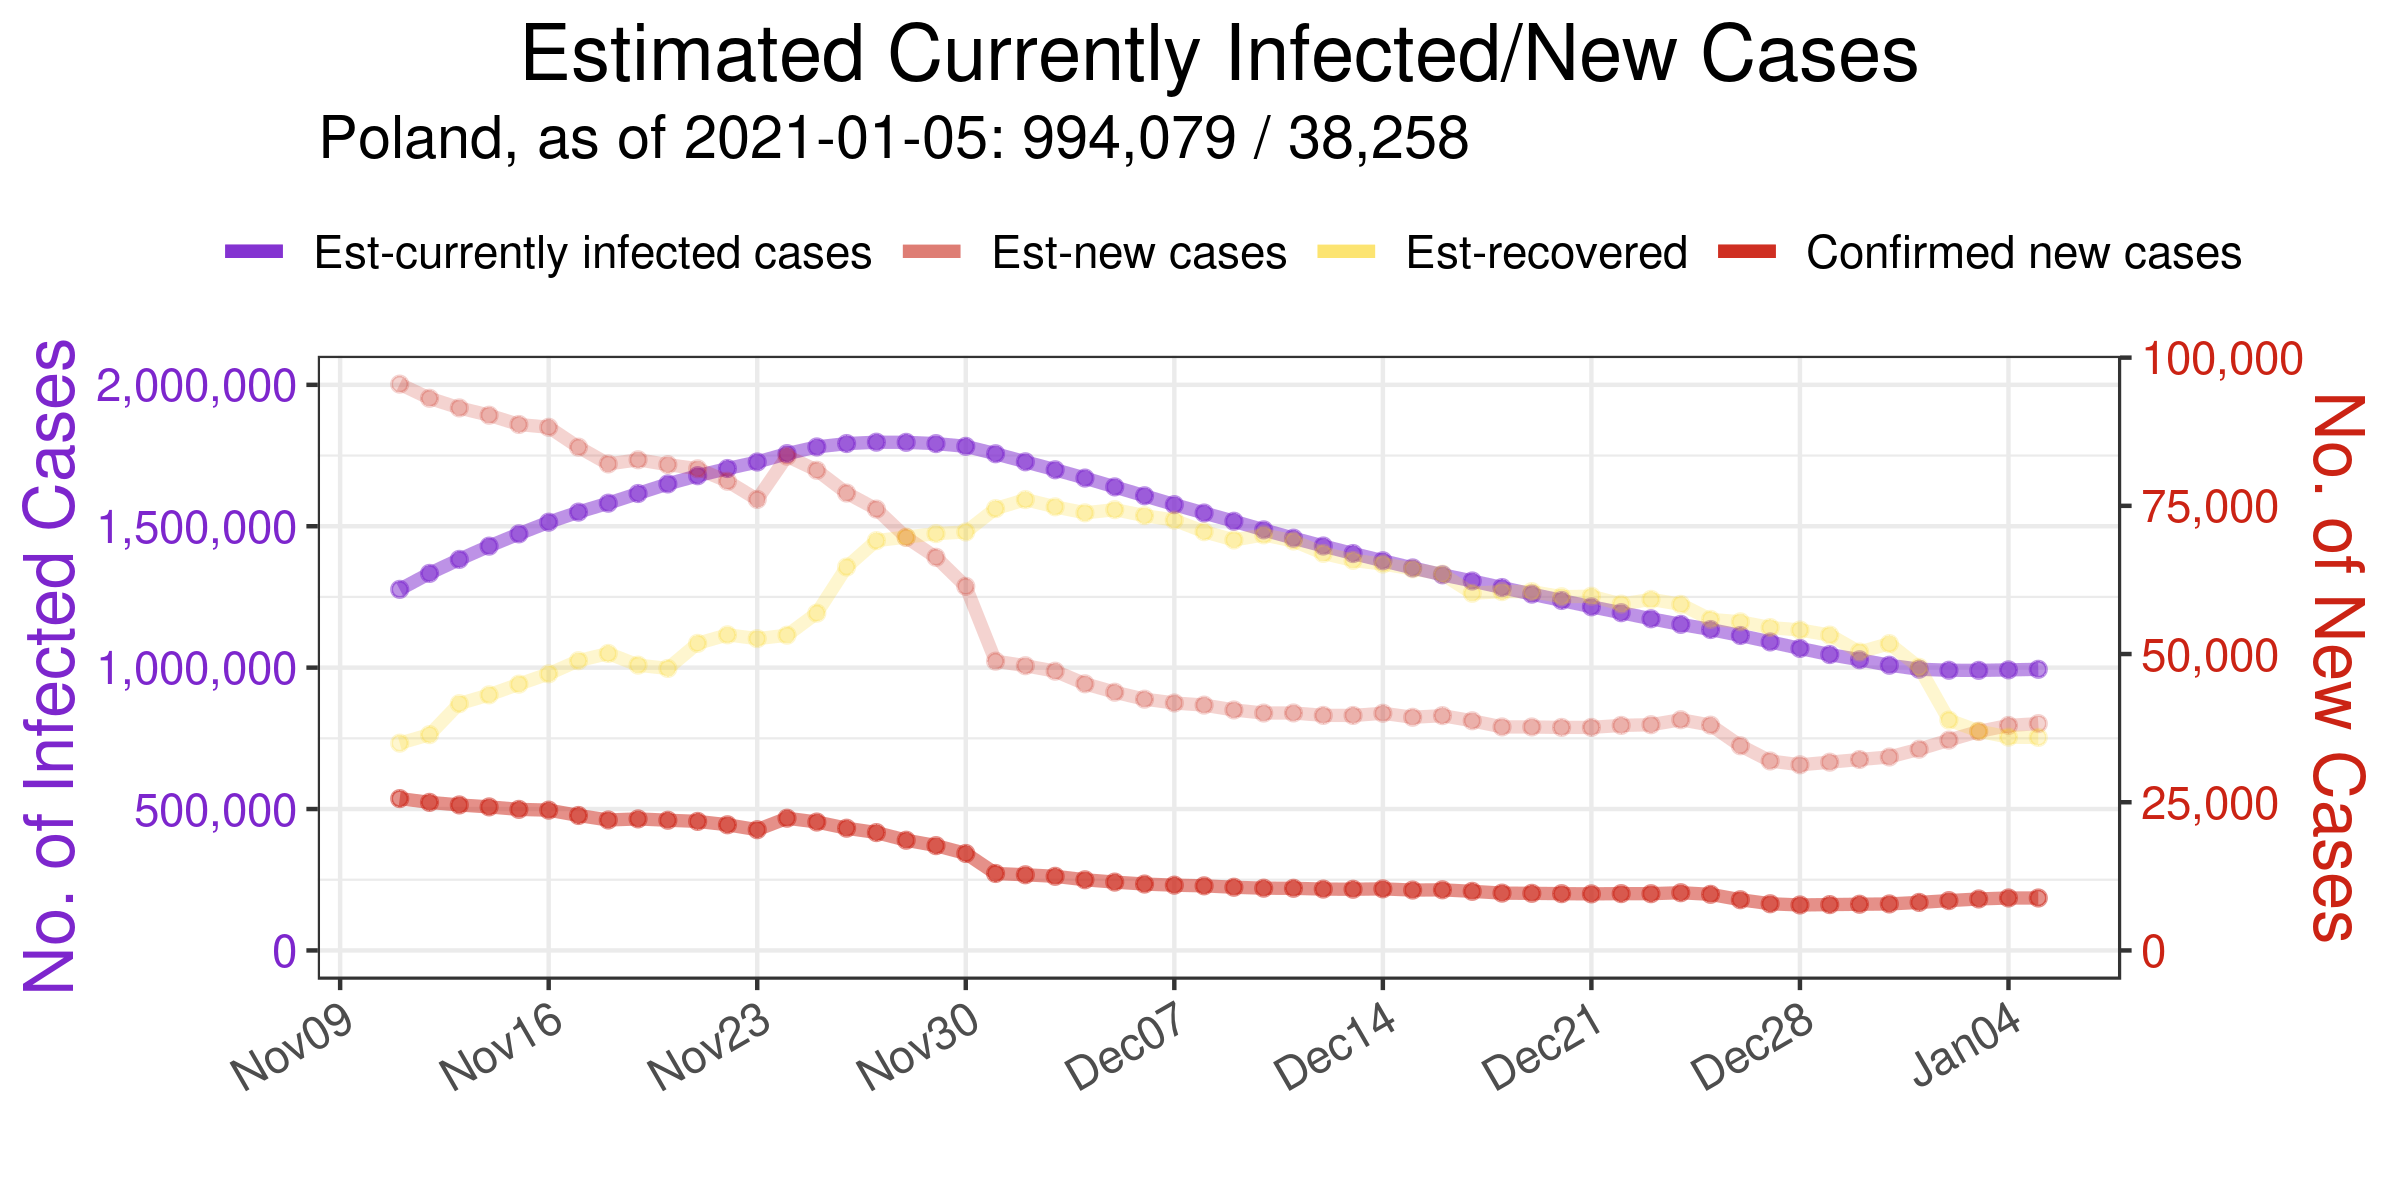 Estimated Currently Infected/New Cases
Poland, as of 2021-01-05: 994,079 / 38,258
Est-currently infected cases Est-new cases Est-recovered Confirmed new cases
No. of Infected Cases
2,000,000
1,500,000
1,000,000
500,000
0
100,000
75,000
50,000
25,000
0
No. of New Cases
Nov09 Nov16 Nov23 Nov30 Dec07 Dec14 Dec21 Dec28 Jan04